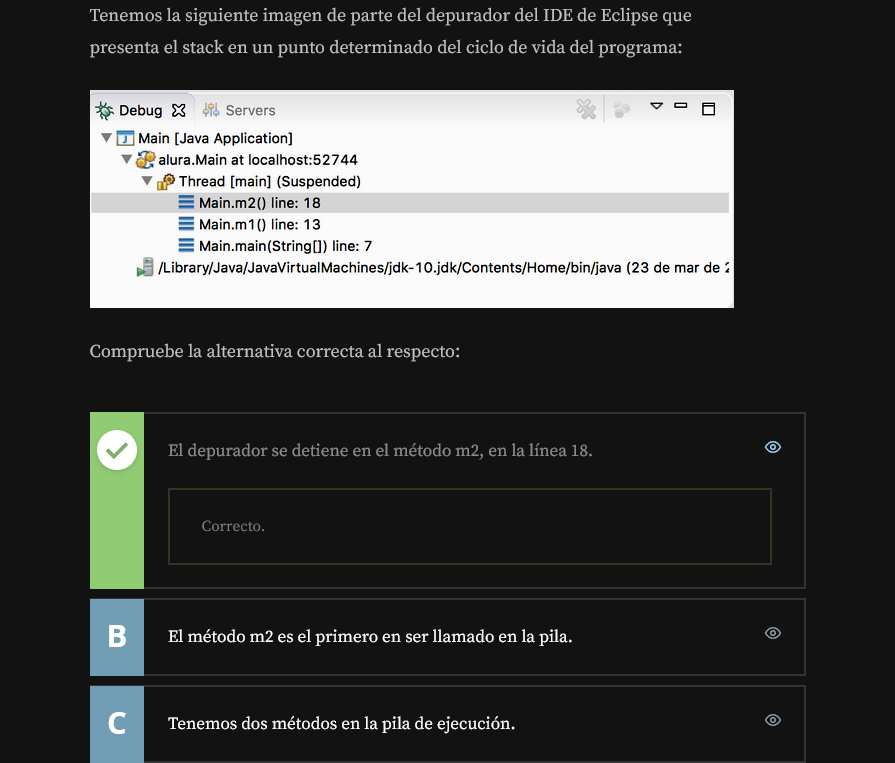 Tenemos la siguiente imagen de parte del depurador del IDE de Eclipse que
presenta el stack en un punto determinado del ciclo de vida del programa:
Debug Servers
Main [Java Application]
alura.Main at localhost:52744
Thread [main] (Suspended)
Main.m2() line: 18
Main.m1() line: 13
Main.main(String[]) line: 7
/Library/Java/JavaVirtualMachines/jdk-10.jdk/Contents/Home/bin/java (23 de mar de 2
Compruebe la alternativa correcta al respecto:
El depurador se detiene en el método m2, en la línea 18.
Correcto.
B El método m2 es el primero en ser llamado en la pila.
C Tenemos dos métodos en la pila de ejecución.